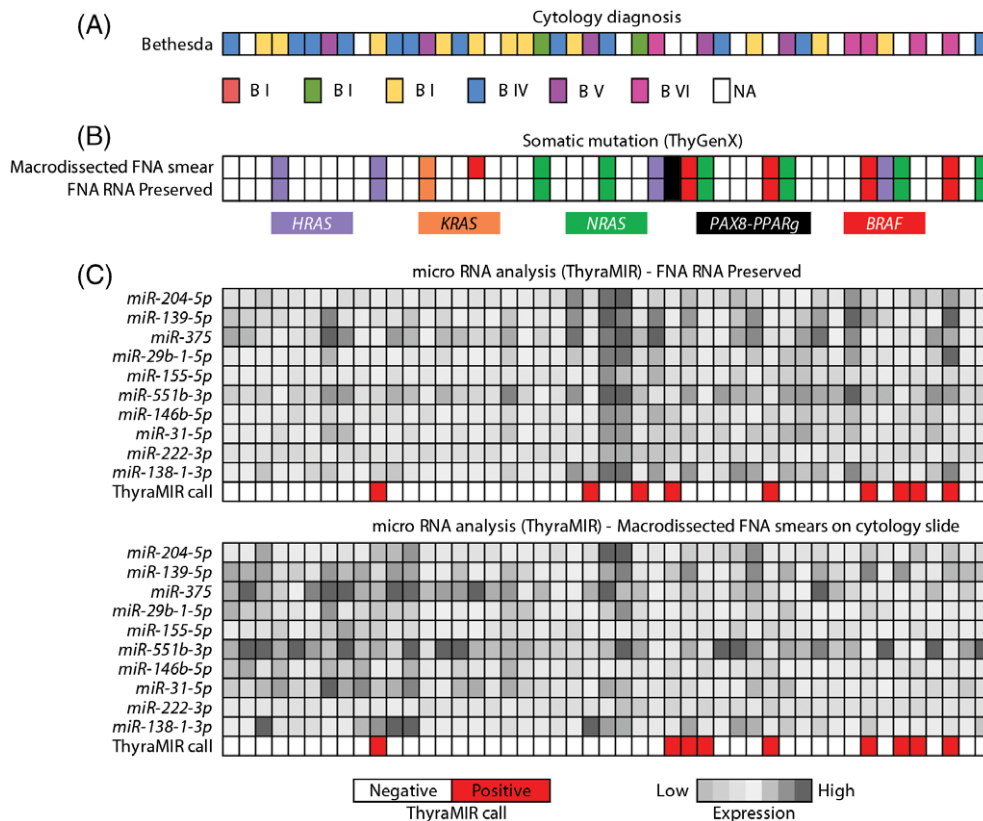 (A)
Cytology diagnosis
Bethesda
B I
B I
B I
B IV
B V
B VI
NA
(B)
Somatic mutation (ThyGenX)
Macrodissected FNA smear
FNA RNA Preserved
HRAS
KRAS
NRAS
PAX8-PPARg
BRAF
(C)
micro RNA analysis (ThyraMIR) - FNA RNA Preserved
miR-204-5p
miR-139-5p
miR-375
miR-29b-1-5p
miR-155-5p
miR-551b-3p
miR-146b-5p
miR-31-5p
miR-222-3p
miR-138-1-3p
ThyraMIR call
micro RNA analysis (ThyraMIR) - Macrodissected FNA smears on cytology slide
miR-204-5p
miR-139-5p
miR-375
miR-29b-1-5p
miR-155-5p
miR-551b-3p
miR-146b-5p
miR-31-5p
miR-222-3p
miR-138-1-3p
ThyraMIR call
Negative Positive
ThyraMIR call
Low High
Expression